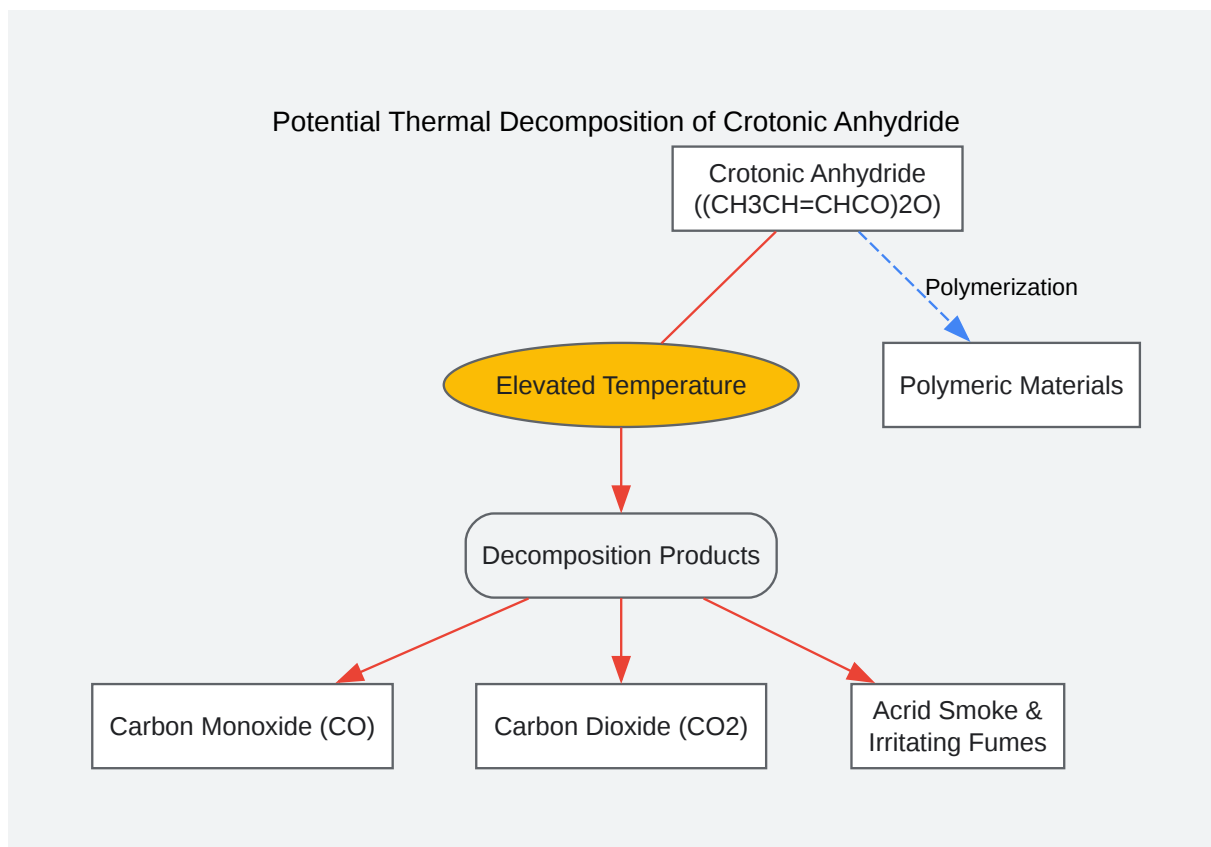 Potential Thermal Decomposition of Crotonic Anhydride
Crotonic Anhydride
((CH3CH=CHCO)2O)
Polymerization
Elevated Temperature
Polymeric Materials
Decomposition Products
Carbon Monoxide (CO)
Carbon Dioxide (CO2)
Acrid Smoke &
Irritating Fumes